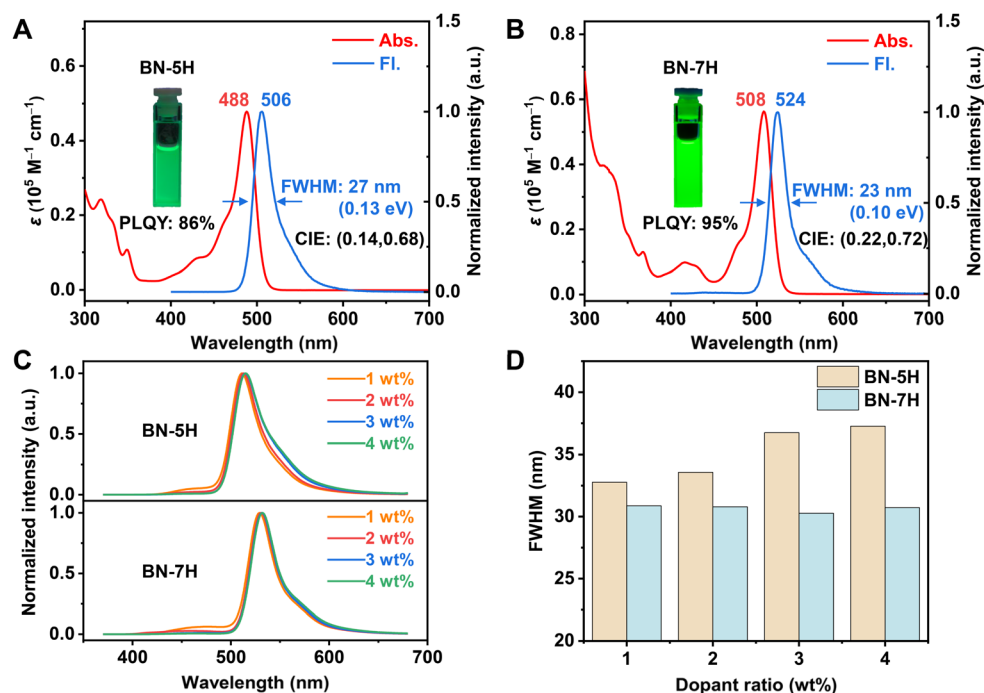 A
Abs.
Fl.
BN-5H
488
506
FWHM: 27 nm
(0.13 eV)
PLQY: 86%
CIE: (0.14,0.68)
ε (10⁵ M⁻¹ cm⁻¹)
0.6
0.4
0.2
0.0
1.5
1.0
0.5
0.0
Normalized intensity (a.u.)
300
400
500
600
700
Wavelength (nm)
B
Abs.
Fl.
BN-7H
508
524
FWHM: 23 nm
(0.10 eV)
PLQY: 95%
CIE: (0.22,0.72)
ε (10⁵ M⁻¹ cm⁻¹)
0.8
0.6
0.4
0.2
0.0
1.5
1.0
0.5
0.0
Normalized intensity (a.u.)
300
400
500
600
700
Wavelength (nm)
C
Normalized intensity (a.u.)
1.0
0.5
0.0
BN-5H
1 wt%
2 wt%
3 wt%
4 wt%
1.0
0.5
0.0
BN-7H
1 wt%
2 wt%
3 wt%
4 wt%
400
500
600
700
Wavelength (nm)
D
BN-5H
BN-7H
FWHM (nm)
40
35
30
25
20
1
2
3
4
Dopant ratio (wt%)